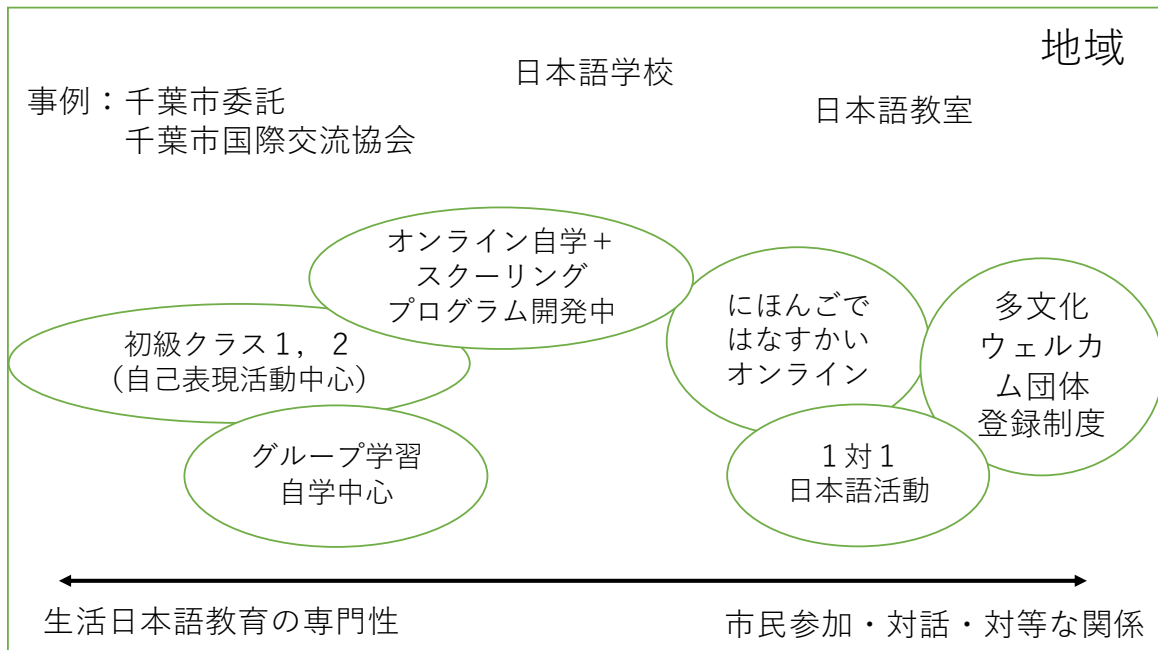 地域
日本語学校
日本語教室
事例：千葉市委託
千葉市国際交流協会
オンライン自学＋
スクーリング
プログラム開発中
初級クラス１，２
（自己表現活動中心）
グループ学習
自学中心
にほんごで
はなすかい
オンライン
１対１
日本語活動
多文化
ウェルカ
ム団体
登録制度
生活日本語教育の専門性
市民参加・対話・対等な関係